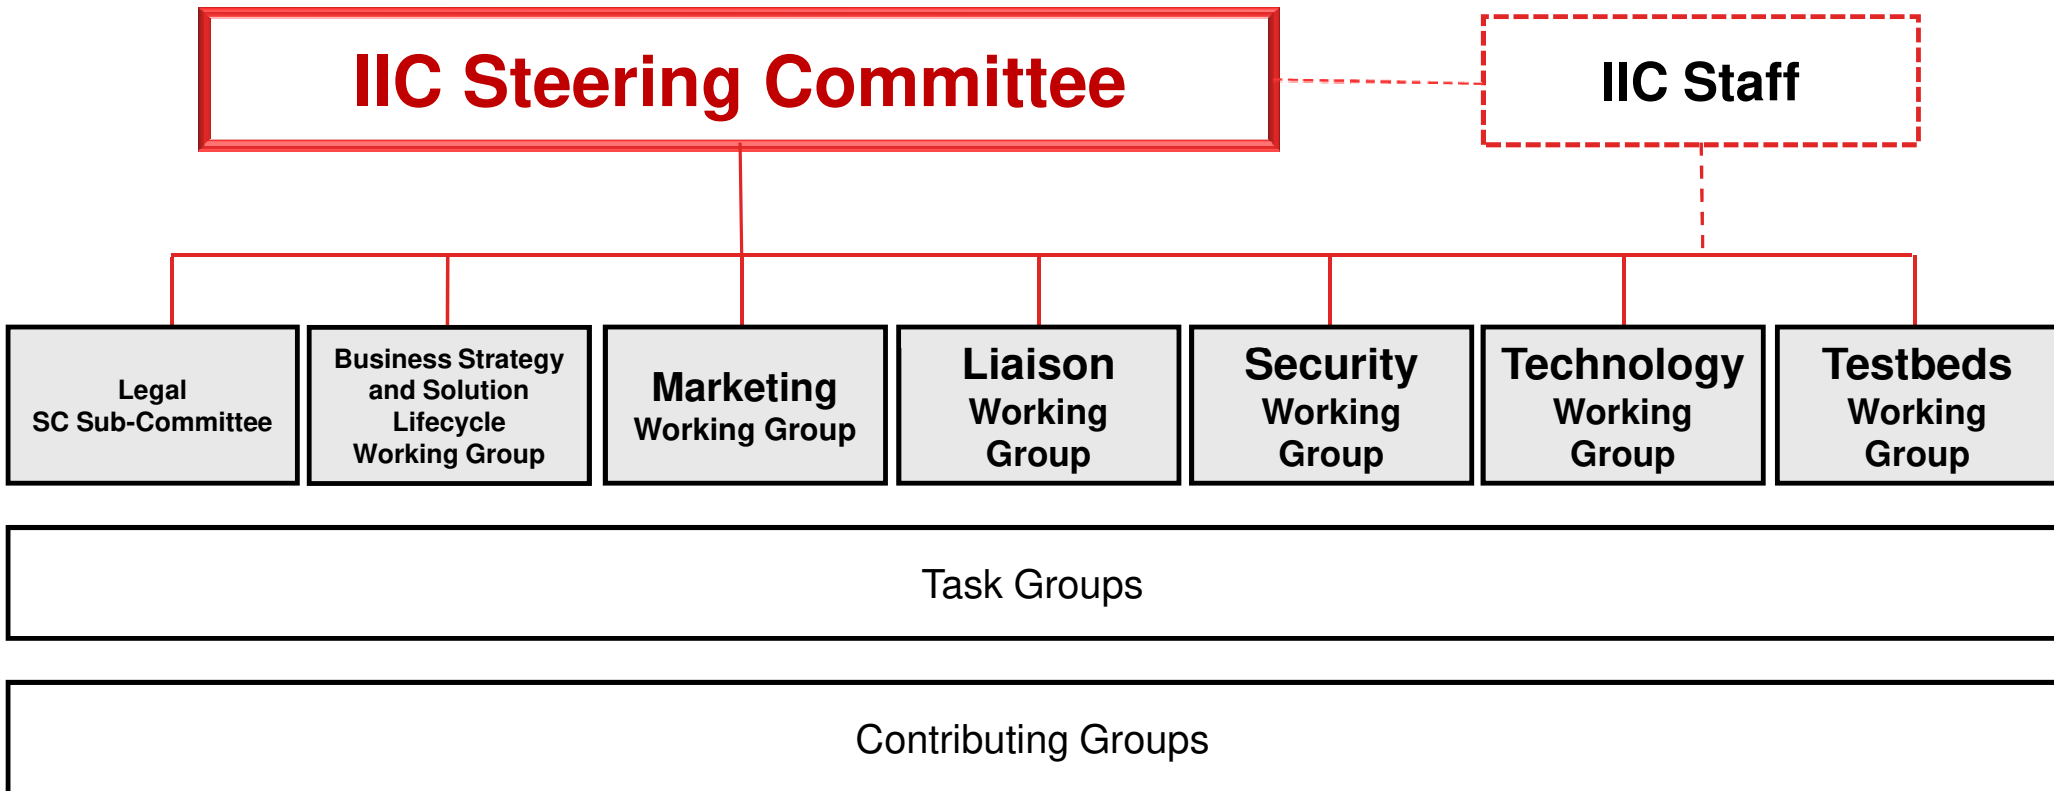 IIC Steering Committee
IIC Staff
Legal
SC Sub-Committee
Business Strategy
and Solution
Lifecycle
Working Group
Marketing
Working Group
Liaison
Working
Group
Security
Working
Group
Technology
Working
Group
Testbeds
Working
Group
Task Groups
Contributing Groups